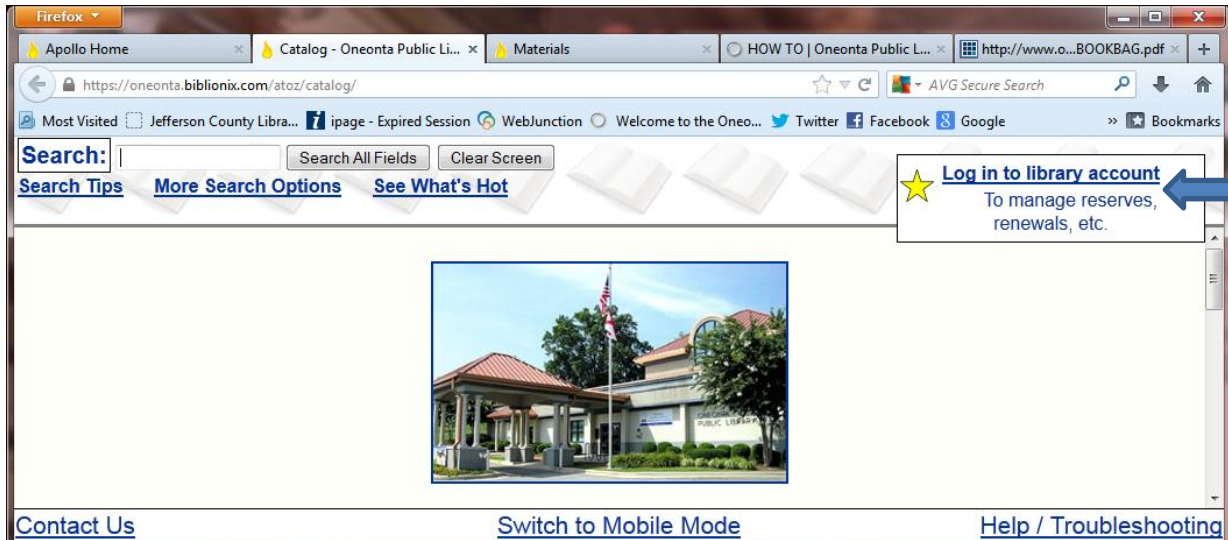 Firefox
Apollo Home
Catalog - Oneonta Public Li...
Materials
HOW TO | Oneonta Public L...
http://www.o...BOOKBAG.pdf
https://oneonta.biblionix.com/atoz/catalog/
AVG Secure Search
Most Visited
Jefferson County Libra...
ipage - Expired Session
WebJunction
Welcome to the Oneo...
Twitter
Facebook
Google
Bookmarks
Search:
Search All Fields
Clear Screen
Search Tips
More Search Options
See What's Hot
Log in to library account
To manage reserves,
renewals, etc.
PUBLIC LIBRARY
Contact Us
Switch to Mobile Mode
Help / Troubleshooting